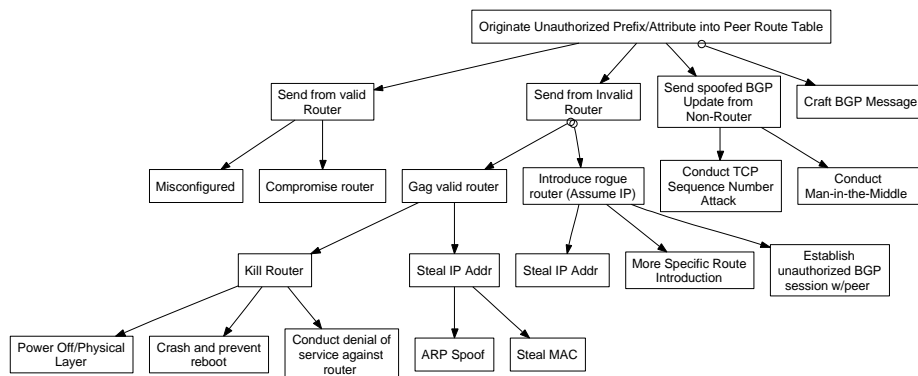 Originate Unauthorized Prefix/Attribute into Peer Route Table
Send from valid
Router
Send from Invalid
Router
Send spoofed BGP
Update from
Non-Router
Craft BGP Message
Misconfigured
Compromise router
Gag valid router
Introduce rogue
router (Assume IP)
Conduct TCP
Sequence Number
Attack
Conduct
Man-in-the-Middle
Kill Router
Steal IP Addr
Steal IP Addr
More Specific Route
Introduction
Establish
unauthorized BGP
session w/peer
Power Off/Physical
Layer
Crash and prevent
reboot
Conduct denial of
service against
router
ARP Spoof
Steal MAC